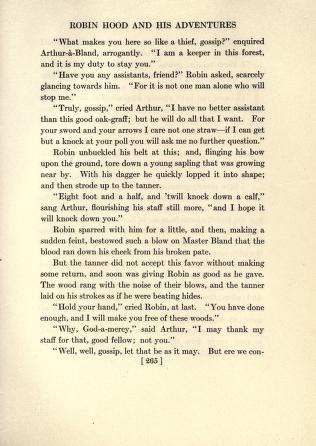 ROBIN HOOD AND HIS ADVENTURES
"What makes you here so like a thief, gossip?" enquired
Arthur-à-Bland, arrogantly. "I am a keeper in this forest,
and it is my duty to stay you."
"Have you any assistants, friend?" Robin asked, scarcely
glancing towards him. "For it is not one man alone who will
stop me."
"Truly, gossip," cried Arthur, "I have no better assistant
than this good oak-graff; but he will do all that I want. For
your sword and your arrows I care not one straw—if I can get
but a knock at your poll you will ask me no further question."
Robin unbuckled his belt at this; and, flinging his bow
upon the ground, tore down a young sapling that was growing
near by. With his dagger he quickly lopped it into shape;
and then strode up to the tanner.
"Eight foot and a half, and 'twill knock down a calf,"
sang Arthur, flourishing his staff still more, "and I hope it
will knock down you."
Robin sparred with him for a little, and then, making a
sudden feint, bestowed such a blow on Master Bland that the
blood ran down his cheek from his broken pate.
But the tanner did not accept this favor without making
some return, and soon was giving Robin as good as he gave.
The wood rang with the noise of their blows, and the tanner
laid on his strokes as if he were beating hides.
"Hold your hand," cried Robin, at last. "You have done
enough, and I will make you free of these woods."
"Why, God-a-mercy," said Arthur, "I may thank my
staff for that, good fellow; not you."
"Well, well, gossip, let that be as it may. But ere we con-
[ 265 ]